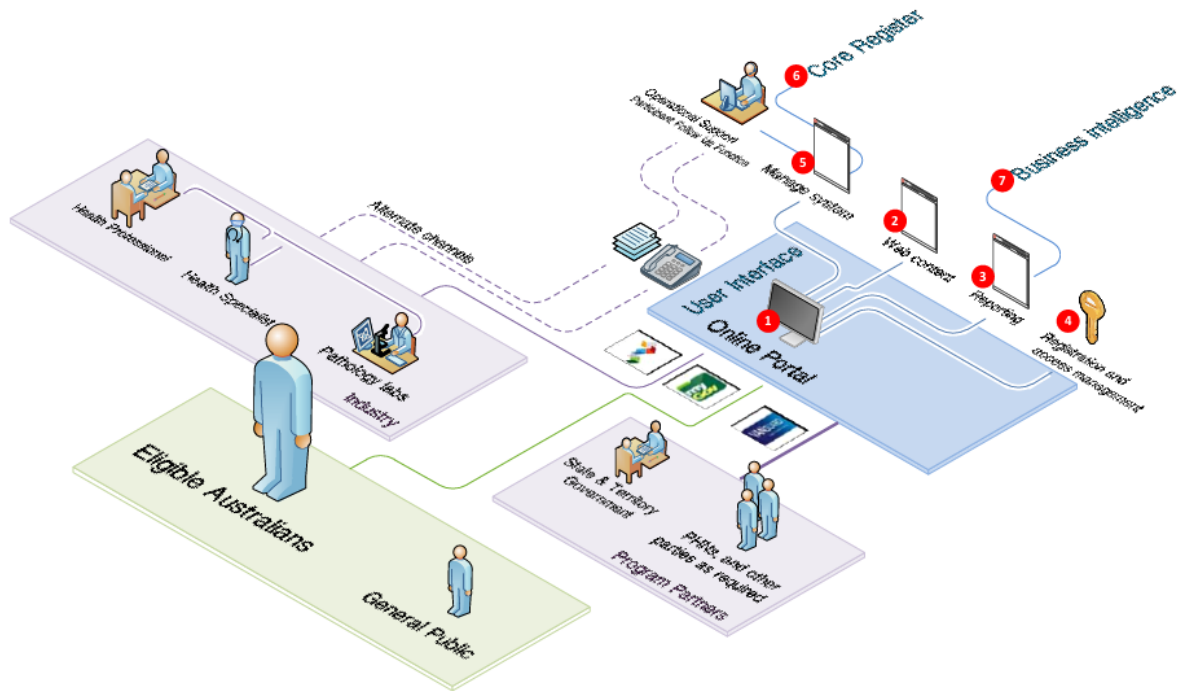 6
Core Register
Operational Support
Participant Follow Up Function
5
Manage system
7
Business intelligence
2
Web content
3
Reporting
4
Registration and
access management
User Interface
1
Online Portal
Alternate channels
Health Professional
Health Specialist
Pathology labs
Industry
Eligible Australians
General Public
State & Territory
Government
PHNs, and other
parties as required
Program Partners